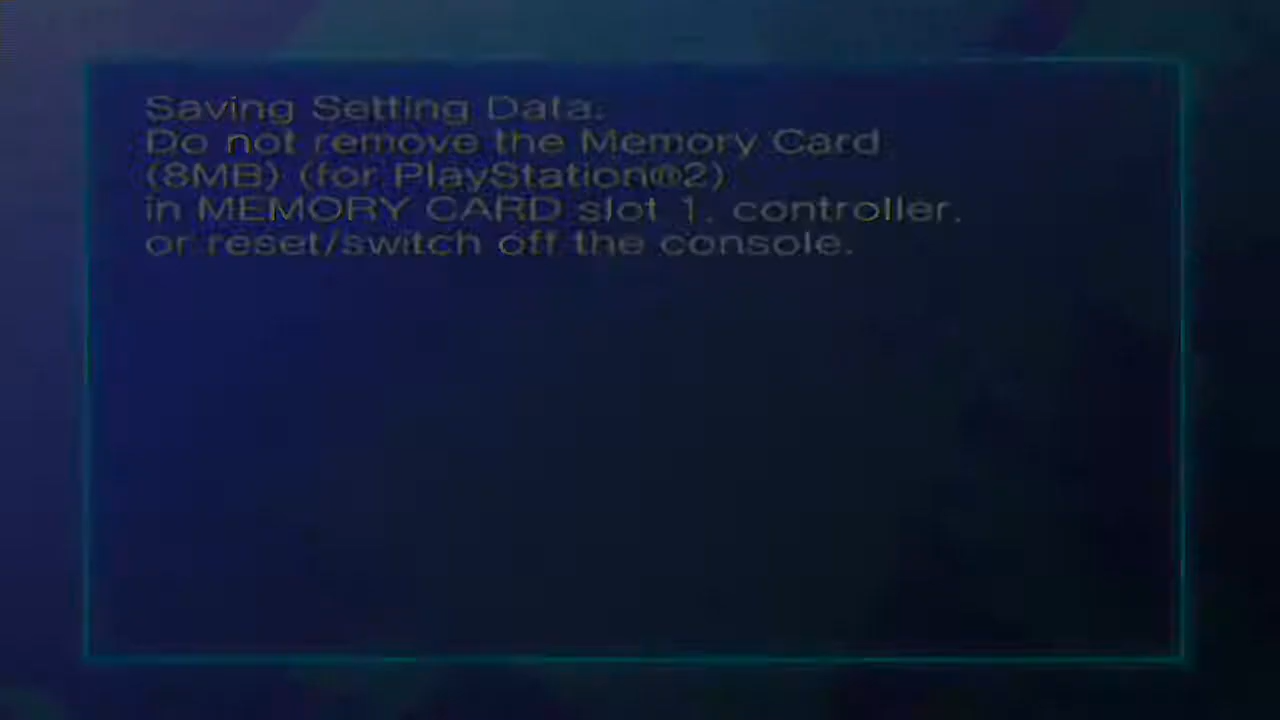 Saving Setting Data.
Do not remove the Memory Card
(8MB) (for PlayStation®2)
in MEMORY CARD slot 1, controller,
or reset/switch off the console.